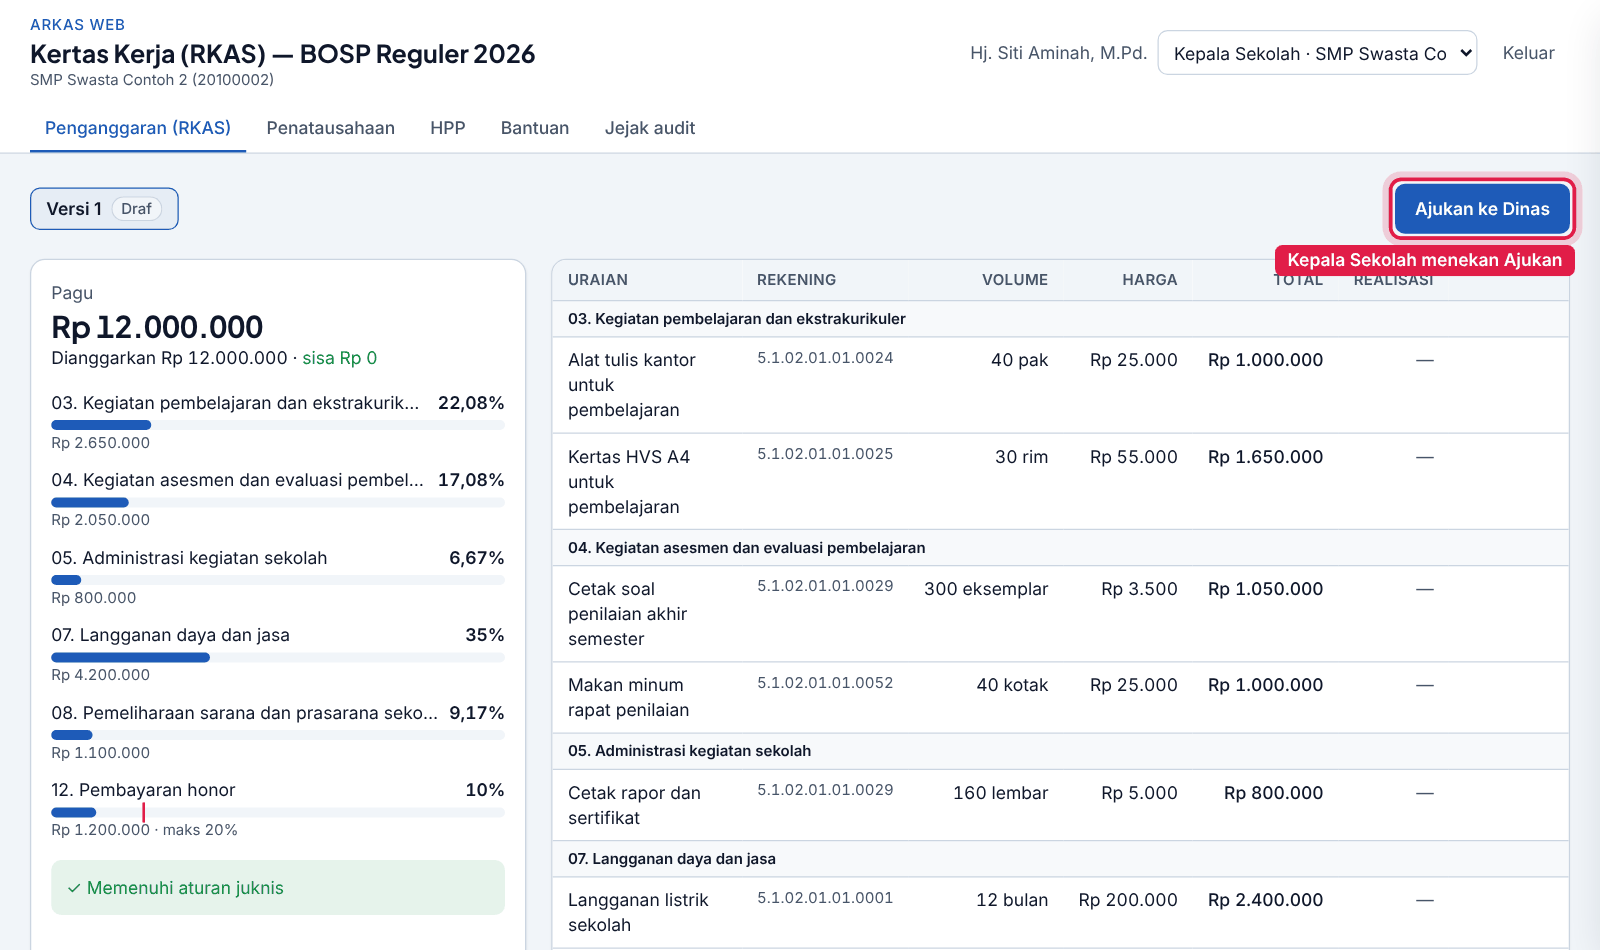 ARKAS WEB
Kertas Kerja (RKAS) — BOSP Reguler 2026
SMP Swasta Contoh 2 (20100002)
Hj. Siti Aminah, M.Pd.
Kepala Sekolah · SMP Swasta Co
Keluar
Penganggaran (RKAS)
Penatausahaan
HPP
Bantuan
Jejak audit
Versi 1 Draf
Ajukan ke Dinas
Kepala Sekolah menekan Ajukan
Pagu
Rp 12.000.000
Dianggarkan Rp 12.000.000 · sisa Rp 0
03. Kegiatan pembelajaran dan ekstrakurik... 22,08%
Rp 2.650.000
04. Kegiatan asesmen dan evaluasi pembel... 17,08%
Rp 2.050.000
05. Administrasi kegiatan sekolah 6,67%
Rp 800.000
07. Langganan daya dan jasa 35%
Rp 4.200.000
08. Pemeliharaan sarana dan prasarana seko... 9,17%
Rp 1.100.000
12. Pembayaran honor 10%
Rp 1.200.000 · maks 20%
✓ Memenuhi aturan juknis
URAIAN REKENING VOLUME HARGA TOTAL REALISASI
03. Kegiatan pembelajaran dan ekstrakurikuler
Alat tulis kantor 5.1.02.01.01.0024 40 pak Rp 25.000 Rp 1.000.000 —
untuk
pembelajaran
Kertas HVS A4 5.1.02.01.01.0025 30 rim Rp 55.000 Rp 1.650.000 —
untuk
pembelajaran
04. Kegiatan asesmen dan evaluasi pembelajaran
Cetak soal 5.1.02.01.01.0029 300 eksemplar Rp 3.500 Rp 1.050.000 —
penilaian akhir
semester
Makan minum 5.1.02.01.01.0052 40 kotak Rp 25.000 Rp 1.000.000 —
rapat penilaian
05. Administrasi kegiatan sekolah
Cetak rapor dan 5.1.02.01.01.0029 160 lembar Rp 5.000 Rp 800.000 —
sertifikat
07. Langganan daya dan jasa
Langganan listrik 5.1.02.01.01.0001 12 bulan Rp 200.000 Rp 2.400.000 —
sekolah